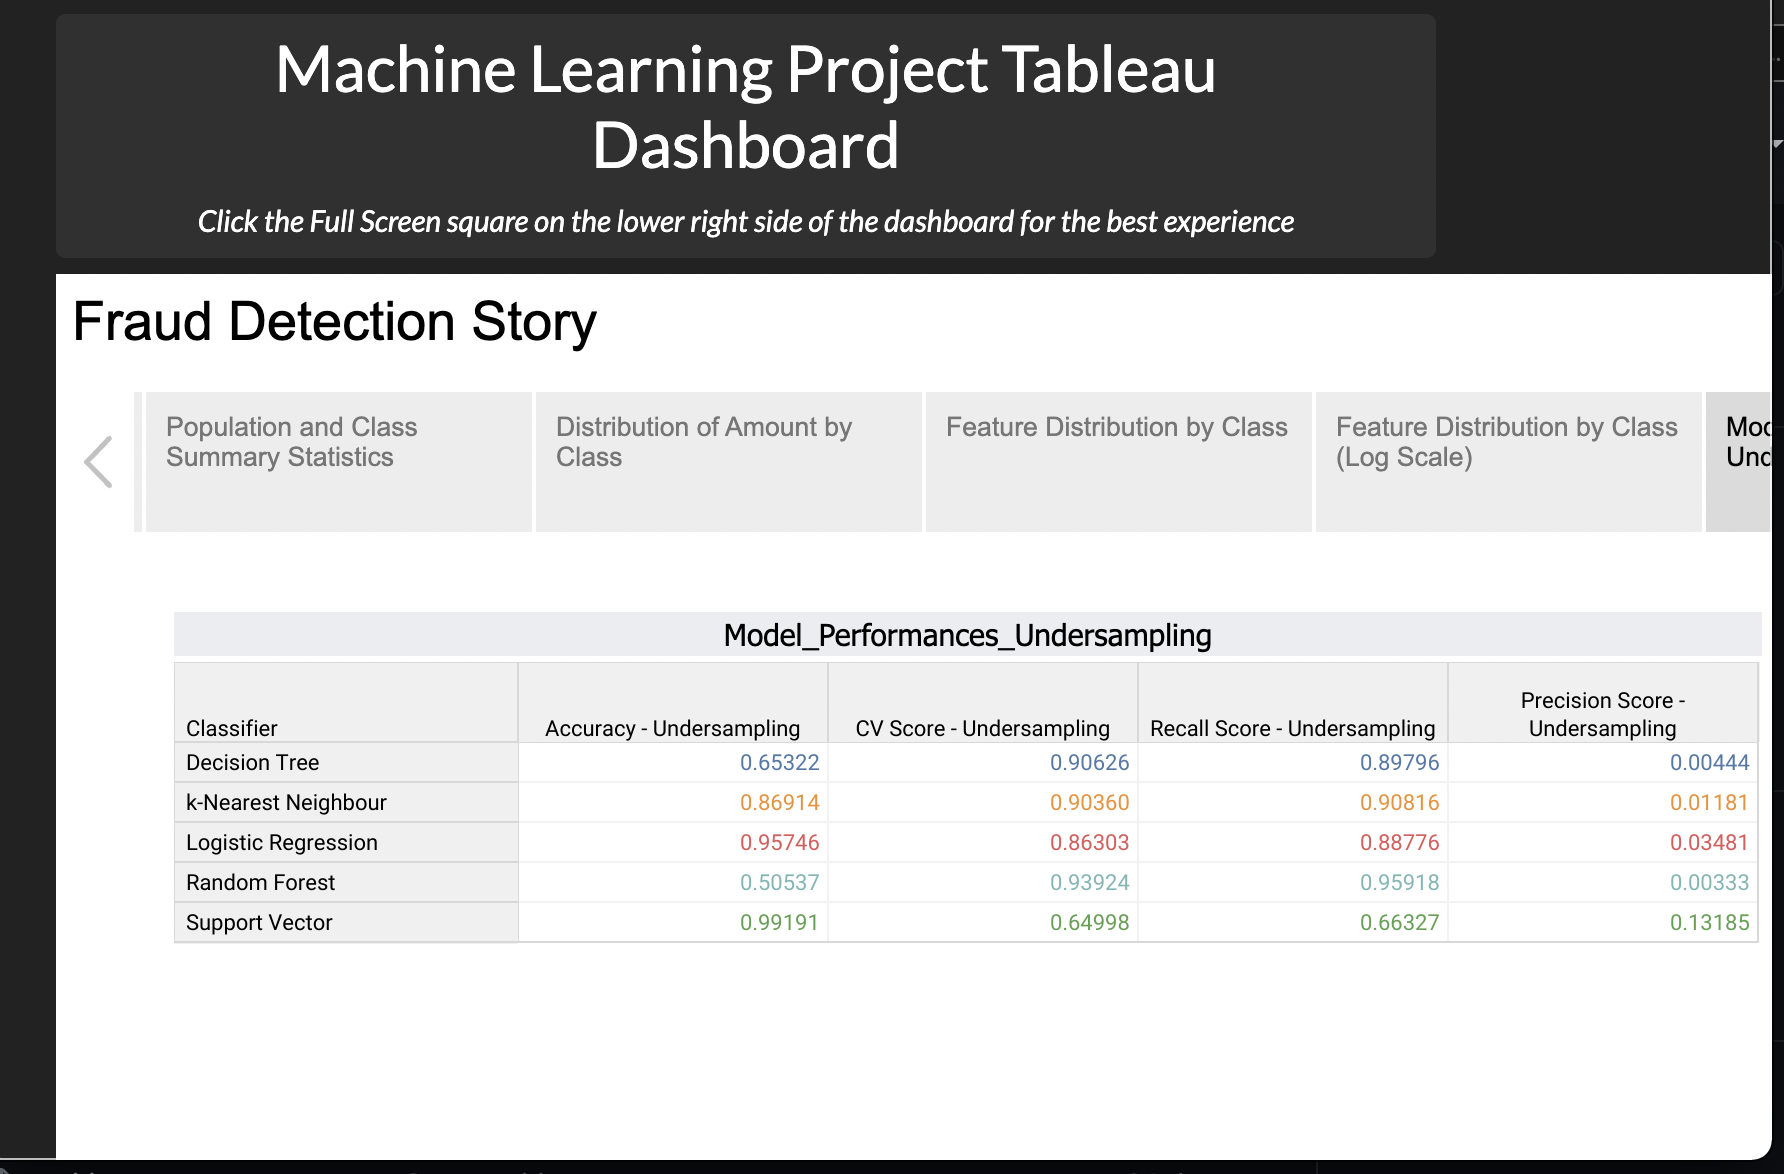 Machine Learning Project Tableau
Dashboard
Click the Full Screen square on the lower right side of the dashboard for the best experience
Fraud Detection Story
Population and Class
Summary Statistics
Distribution of Amount by
Class
Feature Distribution by Class
Feature Distribution by Class
(Log Scale)
Model_Performances_Undersampling
Classifier Accuracy - Undersampling CV Score - Undersampling Recall Score - Undersampling Precision Score -
Undersampling
Decision Tree 0.65322 0.90626 0.89796 0.00444
k-Nearest Neighbour 0.86914 0.90360 0.90816 0.01181
Logistic Regression 0.95746 0.86303 0.88776 0.03481
Random Forest 0.50537 0.93924 0.95918 0.00333
Support Vector 0.99191 0.64998 0.66327 0.13185